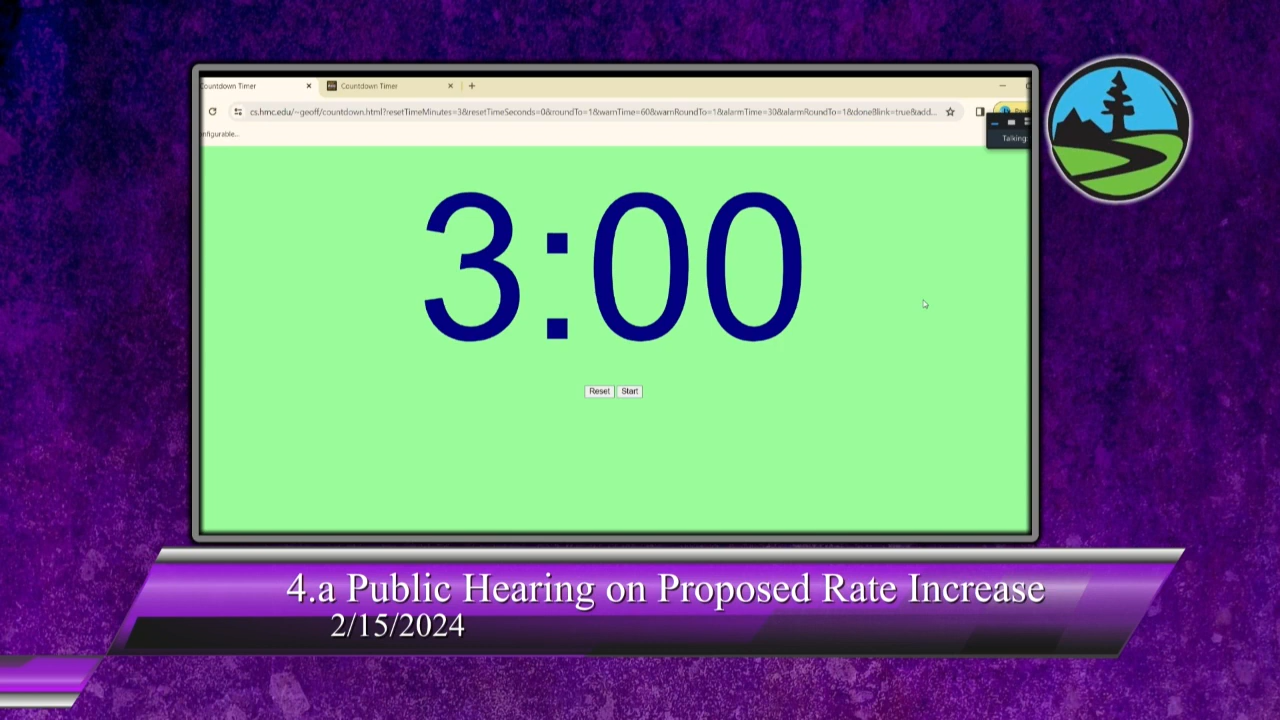 Countdown Timer
Countdown Timer
cs.hmc.edu/~geoff/countdown.html?resetTimeMinutes=3&resetTimeSeconds=0&roundTo=1&warnTime=60&warnRoundTo=1&alarmTime=30&alarmRoundTo=1&doneBlink=true&add...
nfigurable...
Talking:
3:00
Reset Start
4.a Public Hearing on Proposed Rate Increase
2/15/2024